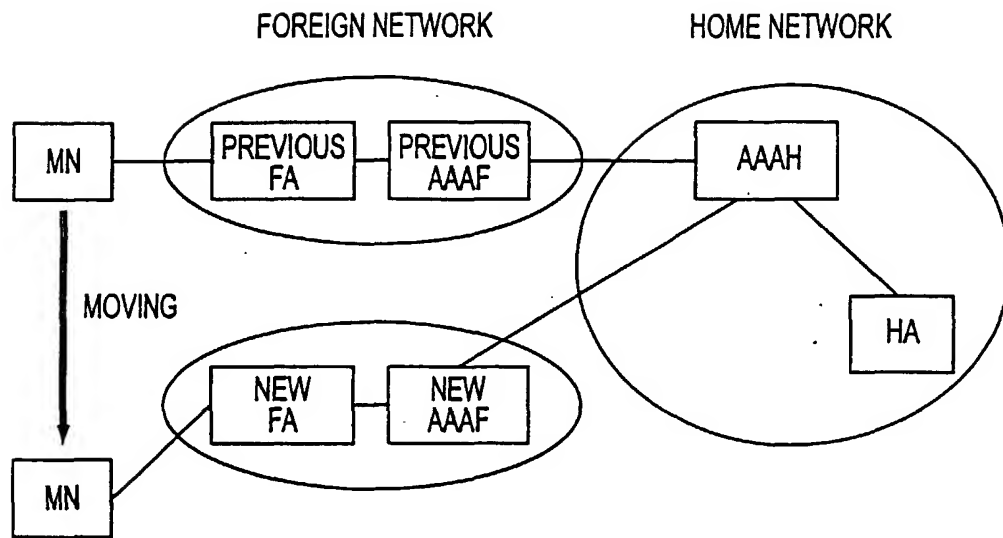 FOREIGN NETWORK
HOME NETWORK
MN
PREVIOUS
FA
PREVIOUS
AAAF
AAAH
MOVING
HA
NEW
FA
NEW
AAAF
MN